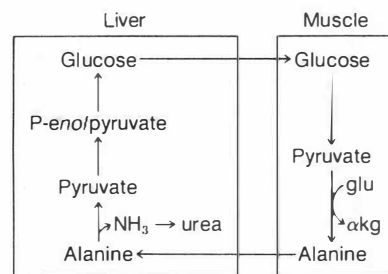 Liver Muscle
Glucose Glucose
P-enolpyruvate
Pyruvate
Pyruvate
glu
NH₃ → urea
αkg
Alanine Alanine